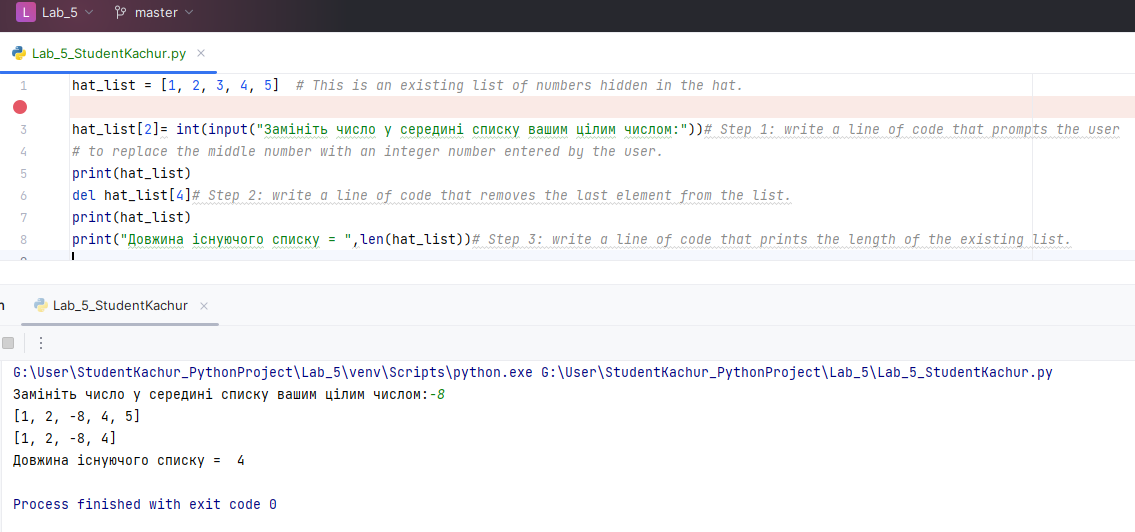 L Lab_5 master
Lab_5_StudentKachur.py
1 hat_list = [1, 2, 3, 4, 5]  # This is an existing list of numbers hidden in the hat.
3 hat_list[2]= int(input("Замініть число у середині списку вашим цілим числом:"))# Step 1: write a line of code that prompts the user
4 # to replace the middle number with an integer number entered by the user.
5 print(hat_list)
6 del hat_list[4]# Step 2: write a line of code that removes the last element from the list.
7 print(hat_list)
8 print("Довжина існуючого списку = ",len(hat_list))# Step 3: write a line of code that prints the length of the existing list.
Lab_5_StudentKachur
G:\User\StudentKachur_PythonProject\Lab_5\venv\Scripts\python.exe G:\User\StudentKachur_PythonProject\Lab_5\Lab_5_StudentKachur.py
Замініть число у середині списку вашим цілим числом:-8
[1, 2, -8, 4, 5]
[1, 2, -8, 4]
Довжина існуючого списку =  4
Process finished with exit code 0